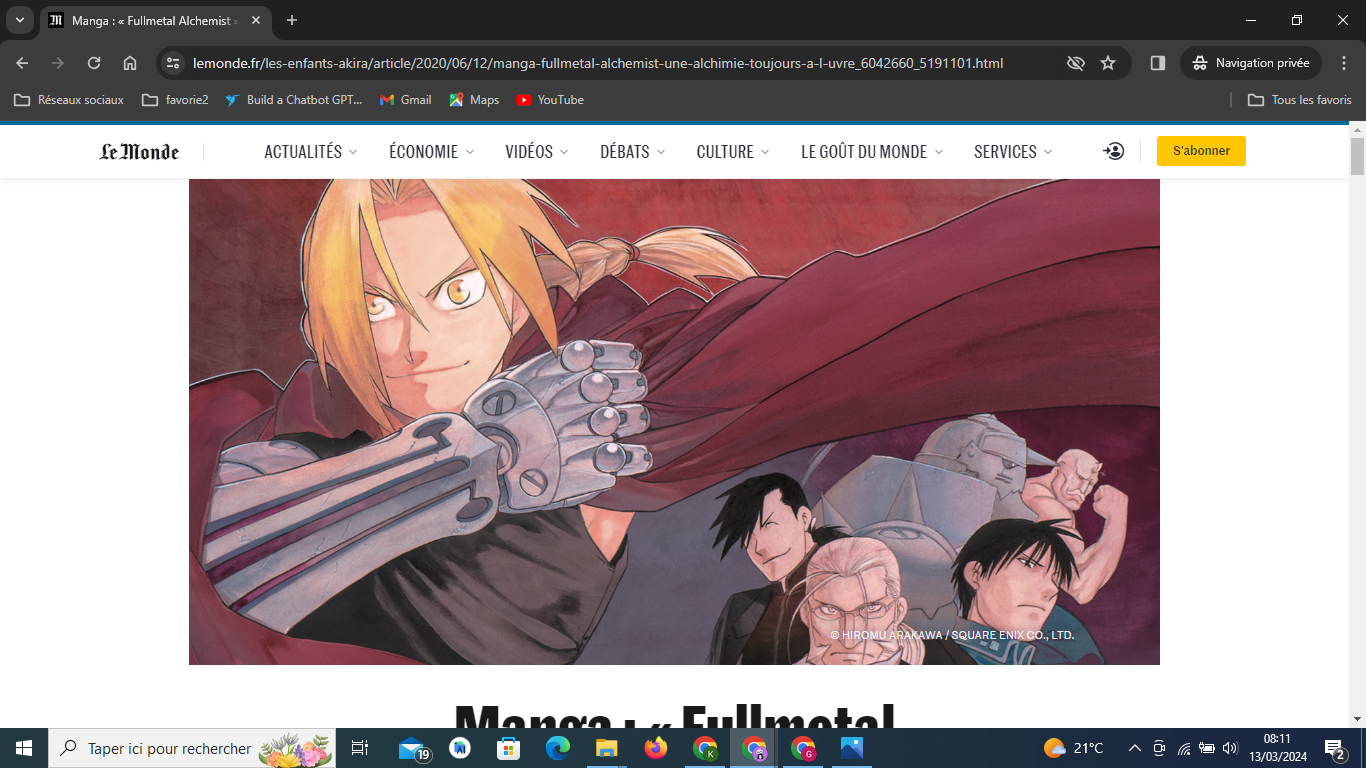 Manga : « Fullmetal Alchemist »
lemonde.fr/les-enfants-akira/article/2020/06/12/manga-fullmetal-alchemist-une-alchimie-toujours-a-l-uvre_6042660_5191101.html
Navigation privée
Réseaux sociaux
favorie2
Build a Chatbot GPT...
Gmail
Maps
YouTube
Tous les favoris
Le Monde
ACTUALITÉS
ÉCONOMIE
VIDÉOS
DÉBATS
CULTURE
LE GOÛT DU MONDE
SERVICES
S'abonner
© HIROMU ARAKAWA / SQUARE ENIX CO., LTD.
Manga : « Fullmetal
Taper ici pour rechercher
19
K
G
21°C
08:11
13/03/2024
2